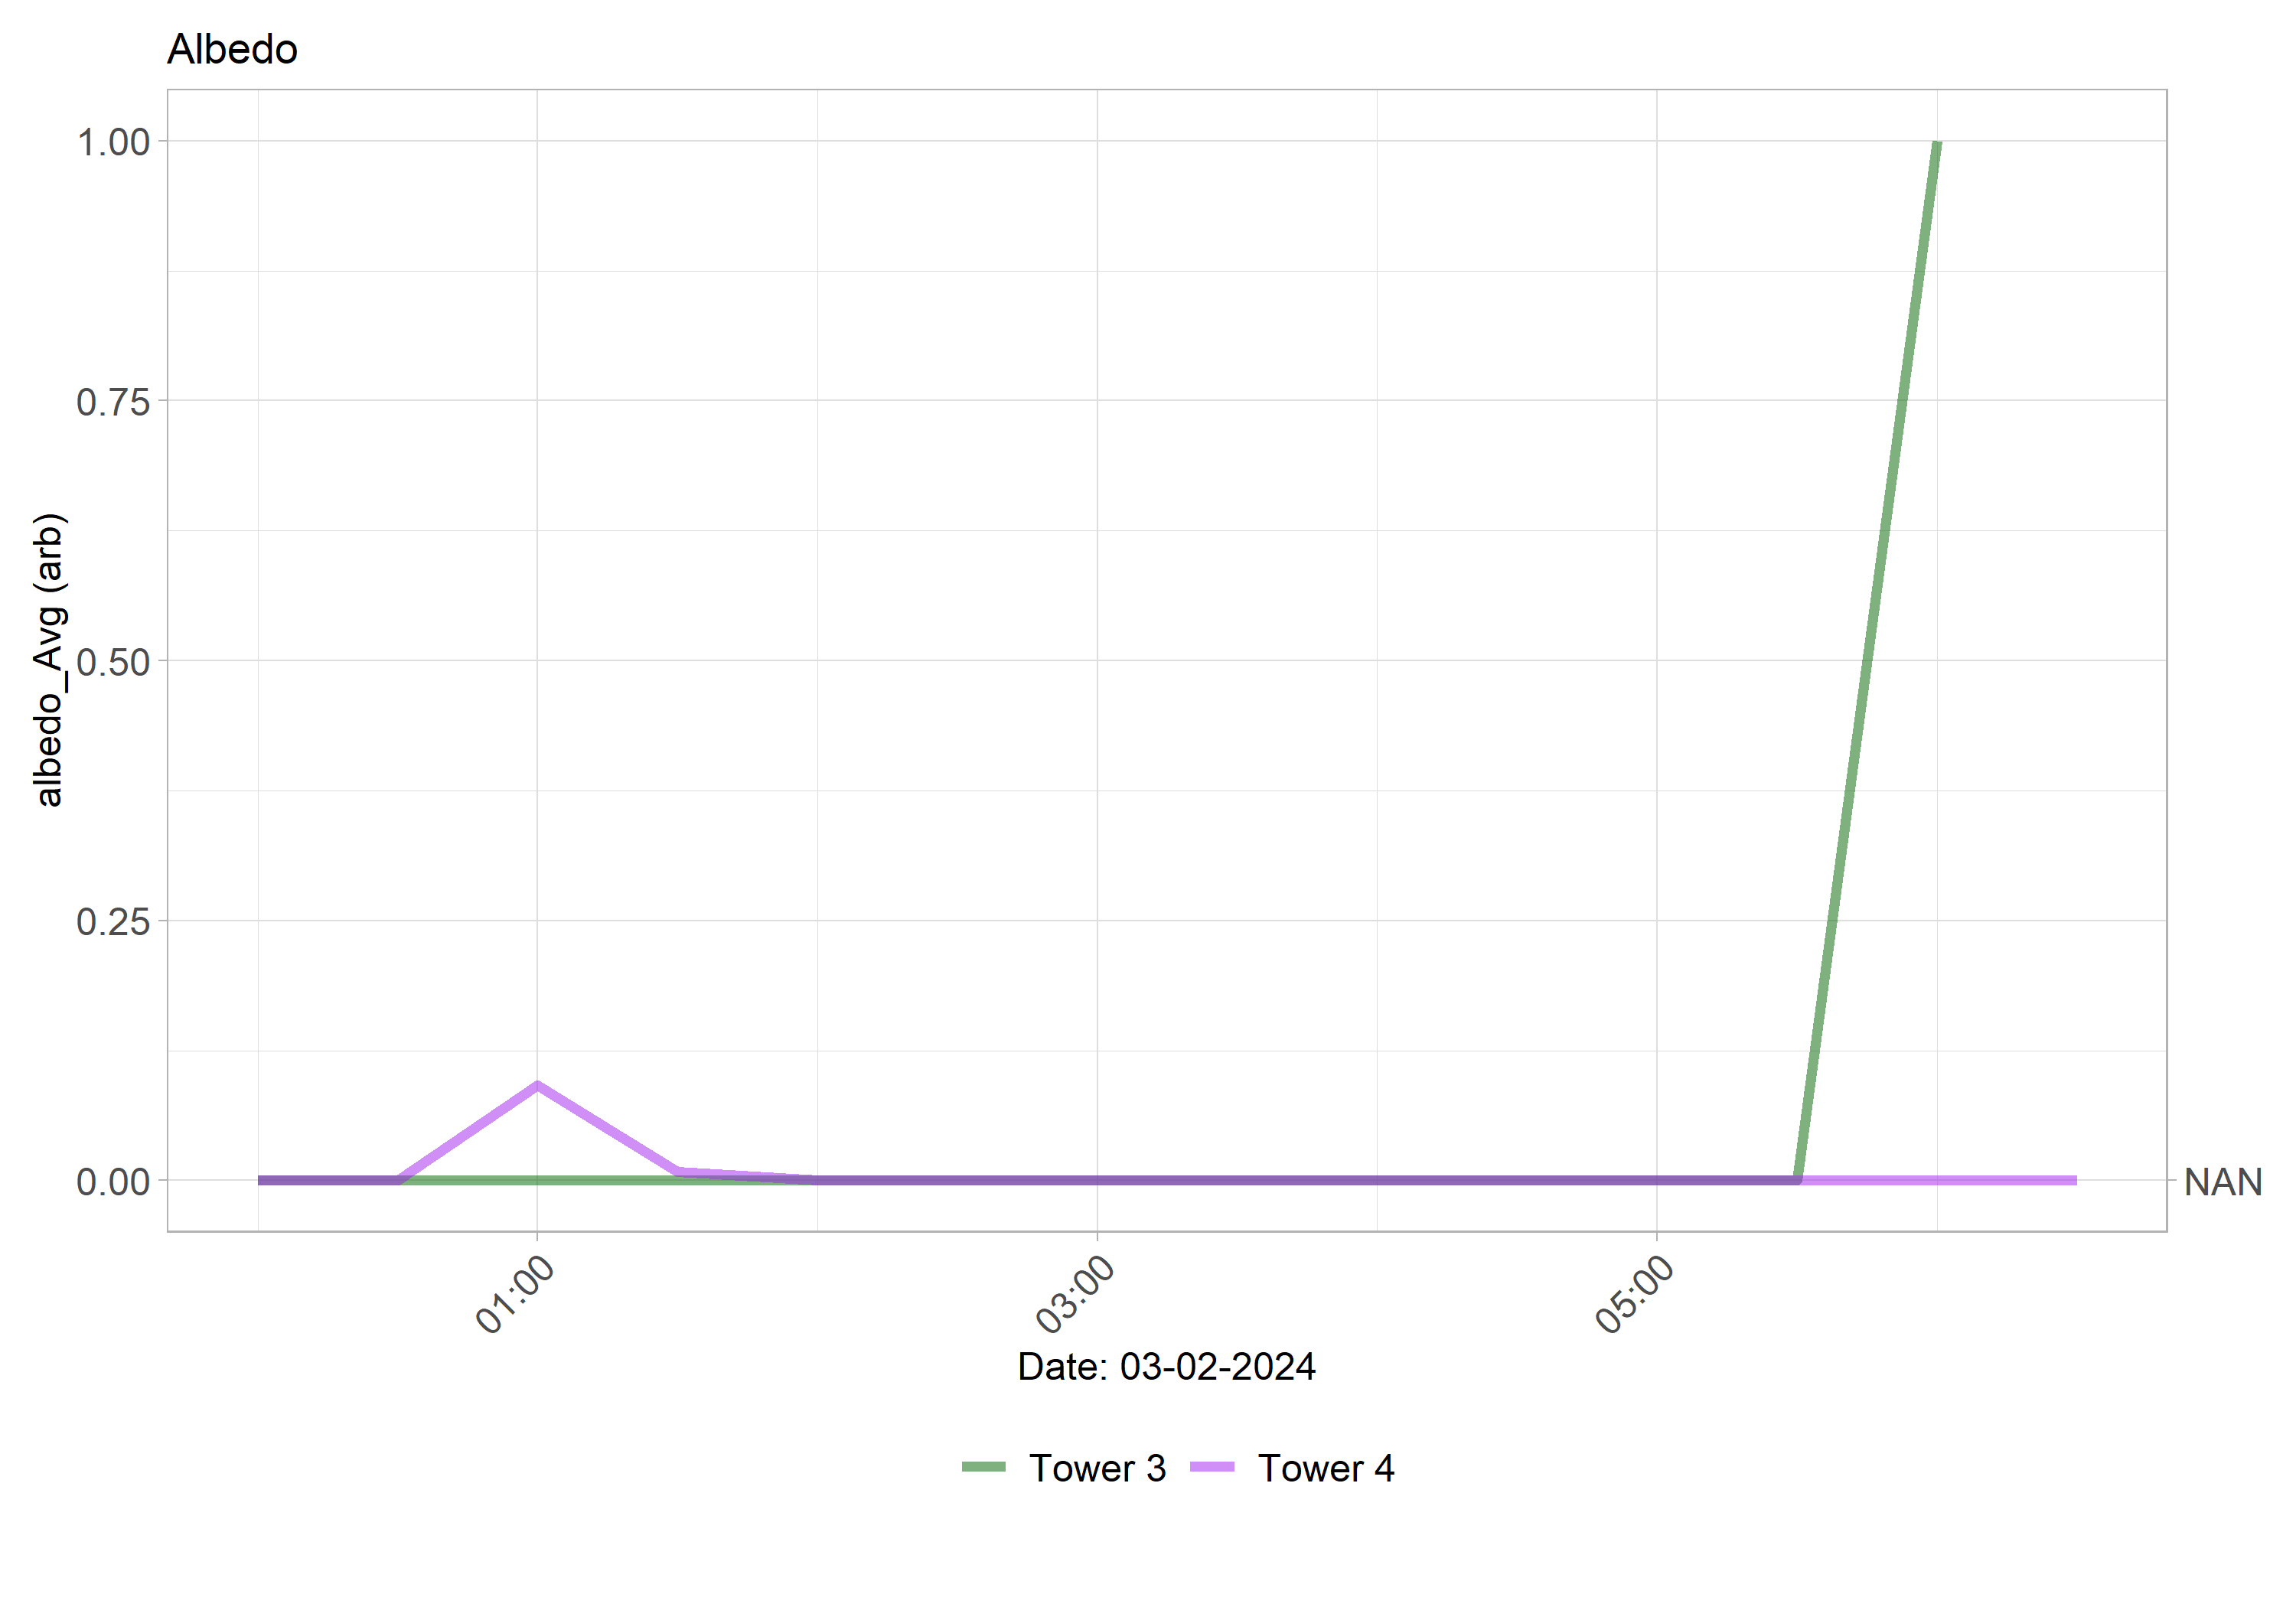 Albedo
albedo_Avg (arb)
1.00
0.75
0.50
0.25
0.00
NAN
01:00
03:00
05:00
Date: 03-02-2024
Tower 3
Tower 4